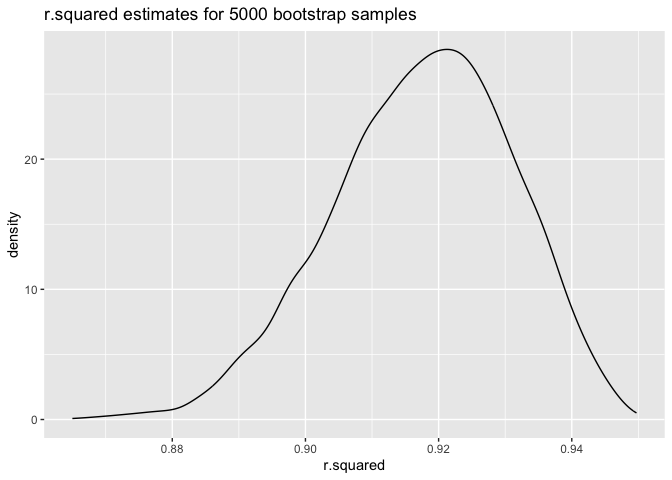 r.squared estimates for 5000 bootstrap samples
density
20
10
0
0.88 0.90 0.92 0.94
r.squared